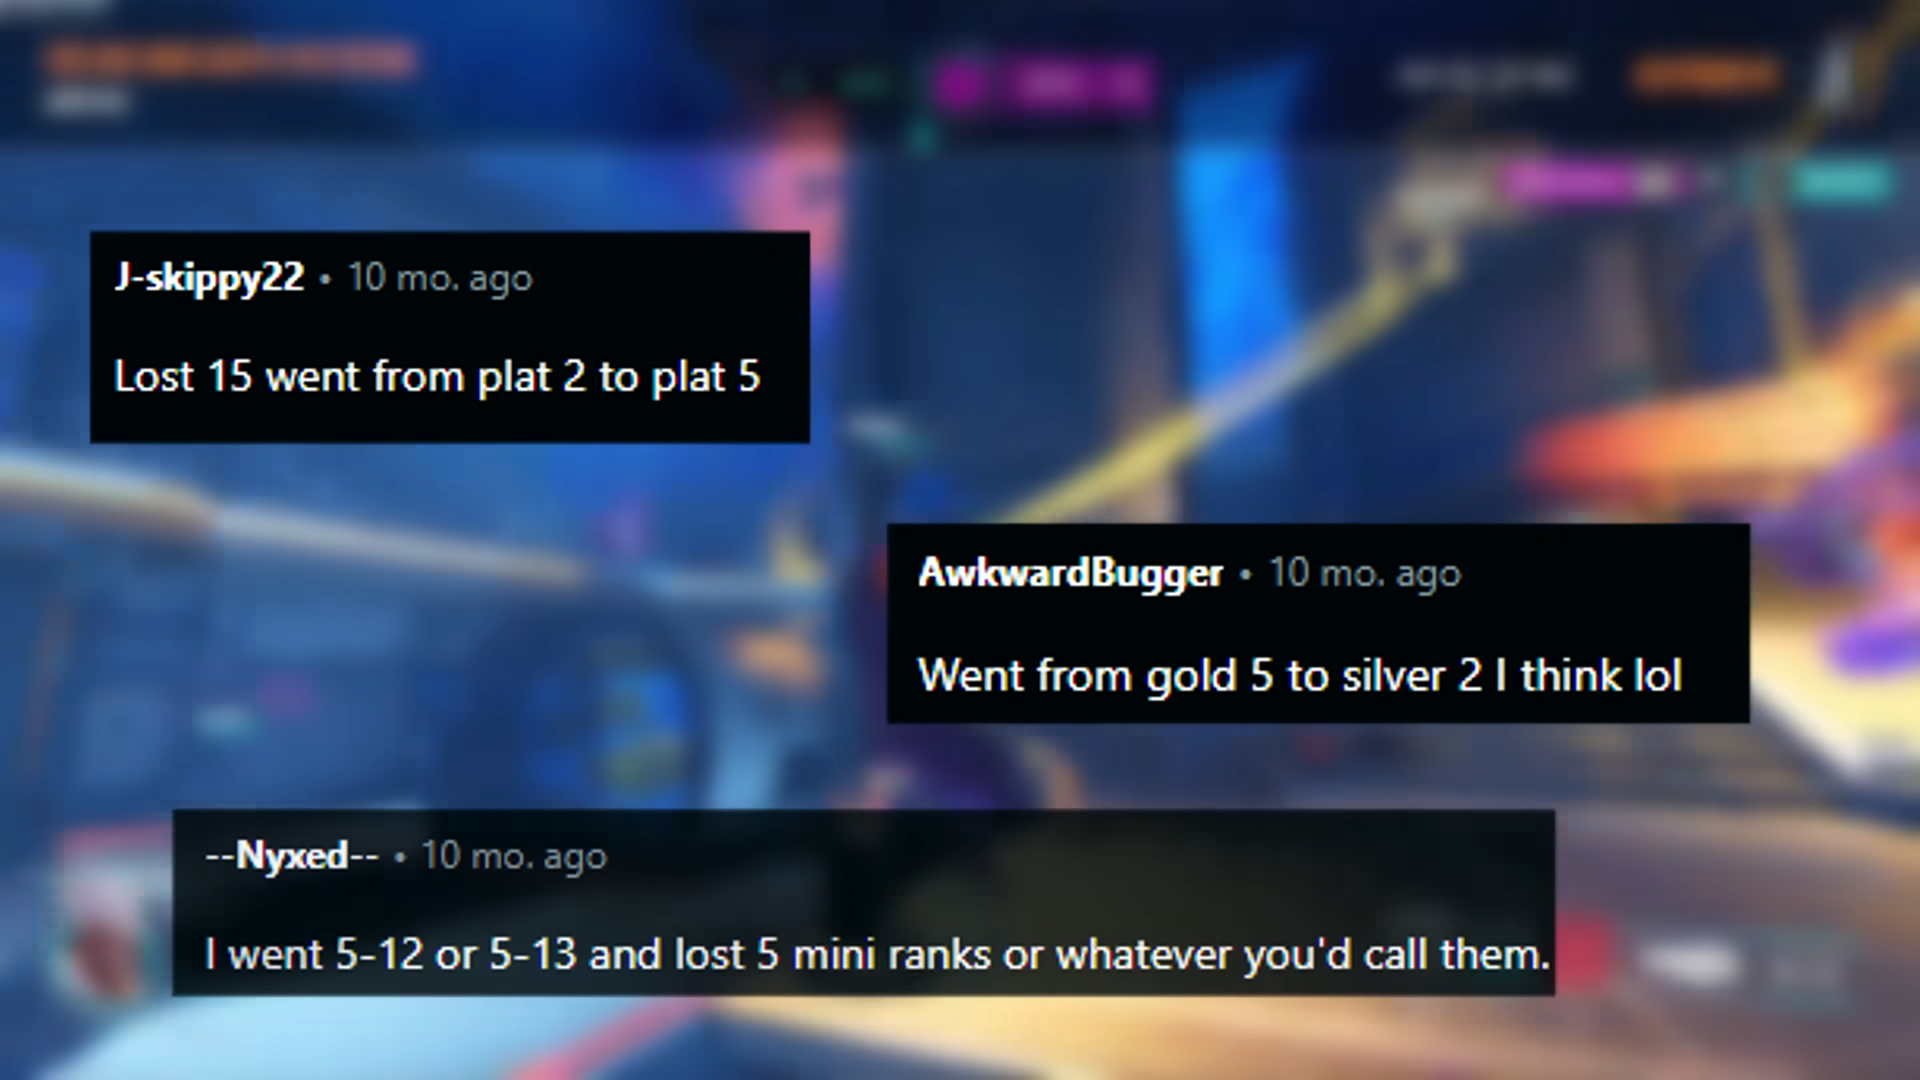 J-skippy22 • 10 mo. ago
Lost 15 went from plat 2 to plat 5
AwkwardBugger • 10 mo. ago
Went from gold 5 to silver 2 I think lol
--Nyxed-- • 10 mo. ago
I went 5-12 or 5-13 and lost 5 mini ranks or whatever you'd call them.